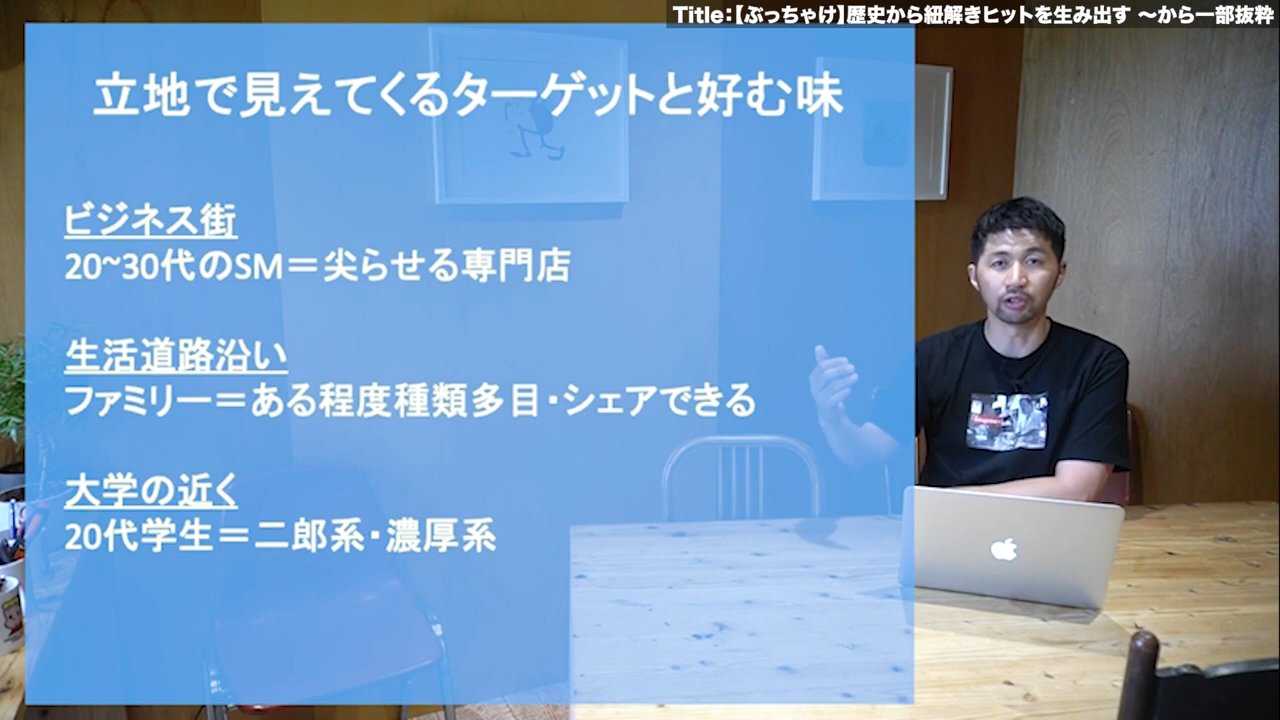 Title:【ぶっちゃけ】歴史から紐解きヒットを生み出す ～から一部抜粋
立地で見えてくるターゲットと好む味
ビジネス街
20~30代のSM＝尖らせる専門店
生活道路沿い
ファミリー＝ある程度種類多目・シェアできる
大学の近く
20代学生＝二郎系・濃厚系